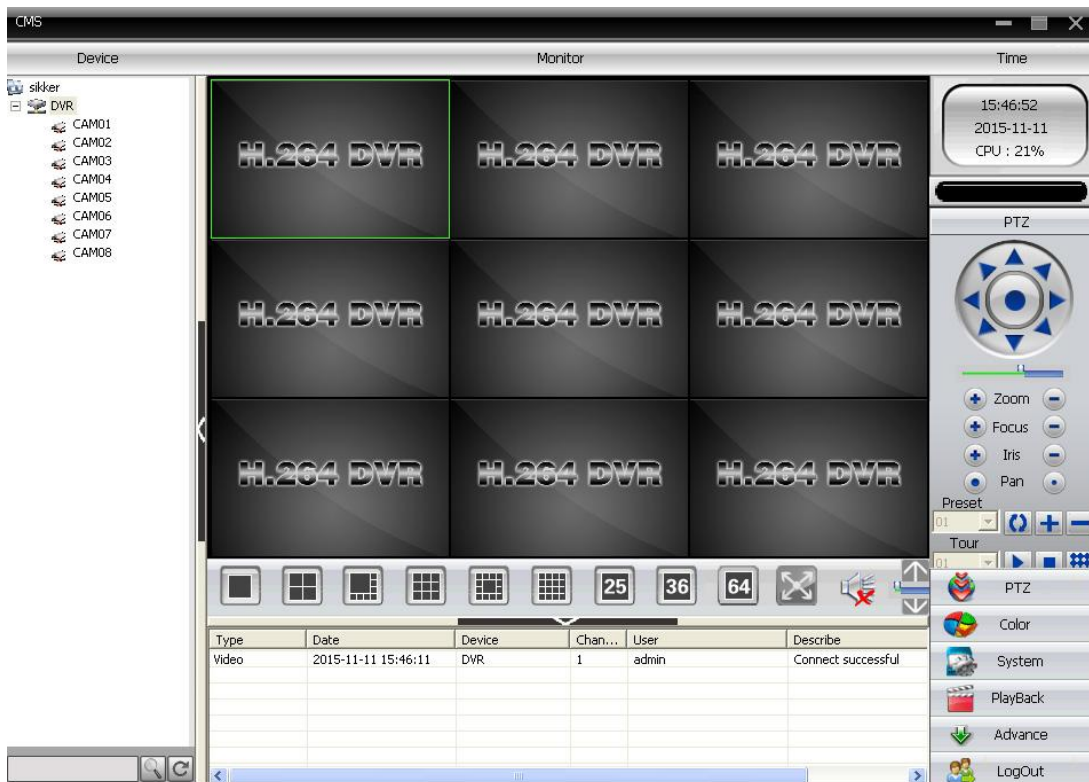 CMS
Device
Monitor
Time
sikker
DVR
CAM01
CAM02
CAM03
CAM04
CAM05
CAM06
CAM07
CAM08
H.264 DVR
H.264 DVR
H.264 DVR
H.264 DVR
H.264 DVR
H.264 DVR
H.264 DVR
H.264 DVR
H.264 DVR
15:46:52
2015-11-11
CPU : 21%
PTZ
Zoom
Focus
Iris
Pan
Preset
01
Tour
01
25 36 64
Type Date Device Chan... User Describe
Video 2015-11-11 15:46:11 DVR 1 admin Connect successful
PTZ
Color
System
PlayBack
Advance
LogOut